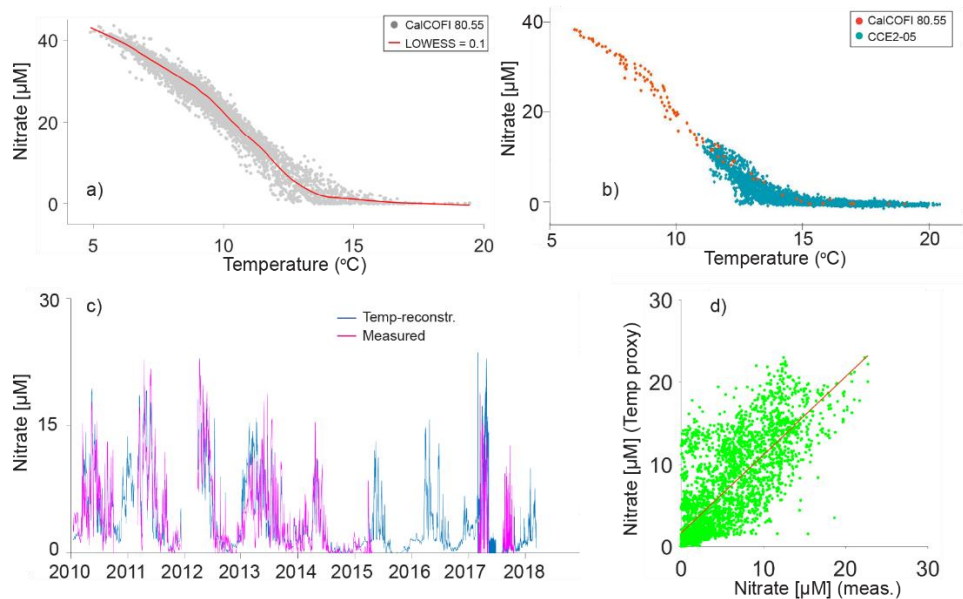 CalCOFI 80.55
LOWESS = 0.1
Nitrate [µM]
40
20
0
a)
5
10
15
20
Temperature (°C)
CalCOFI 80.55
CCE2-05
Nitrate [µM]
40
20
0
b)
5
10
15
20
Temperature (°C)
c)
Temp-reconstr.
Measured
Nitrate [µM]
30
15
0
2010 2011 2012 2013 2014 2015 2016 2017 2018
d)
Nitrate [µM] (Temp proxy)
30
20
10
0
0
10
20
30
Nitrate [µM] (meas.)